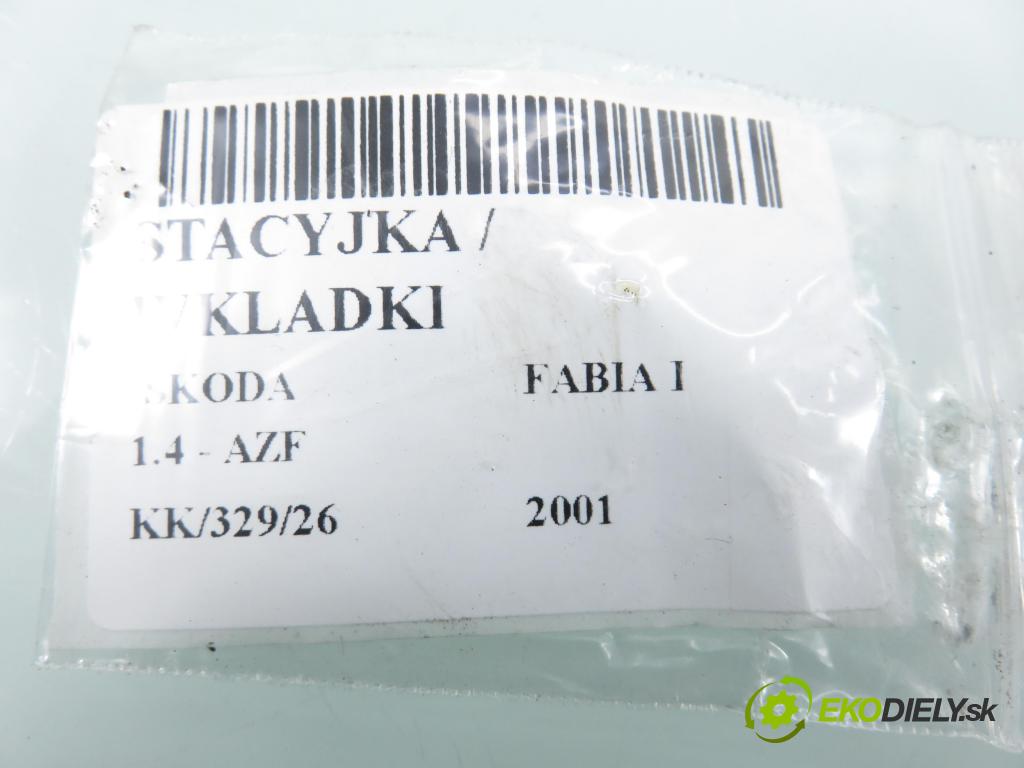 STACYJKA /
WKLADKI
SKODA FABIA I
1.4 - AZF
KK/329/26 2001
EKODIELY.sk